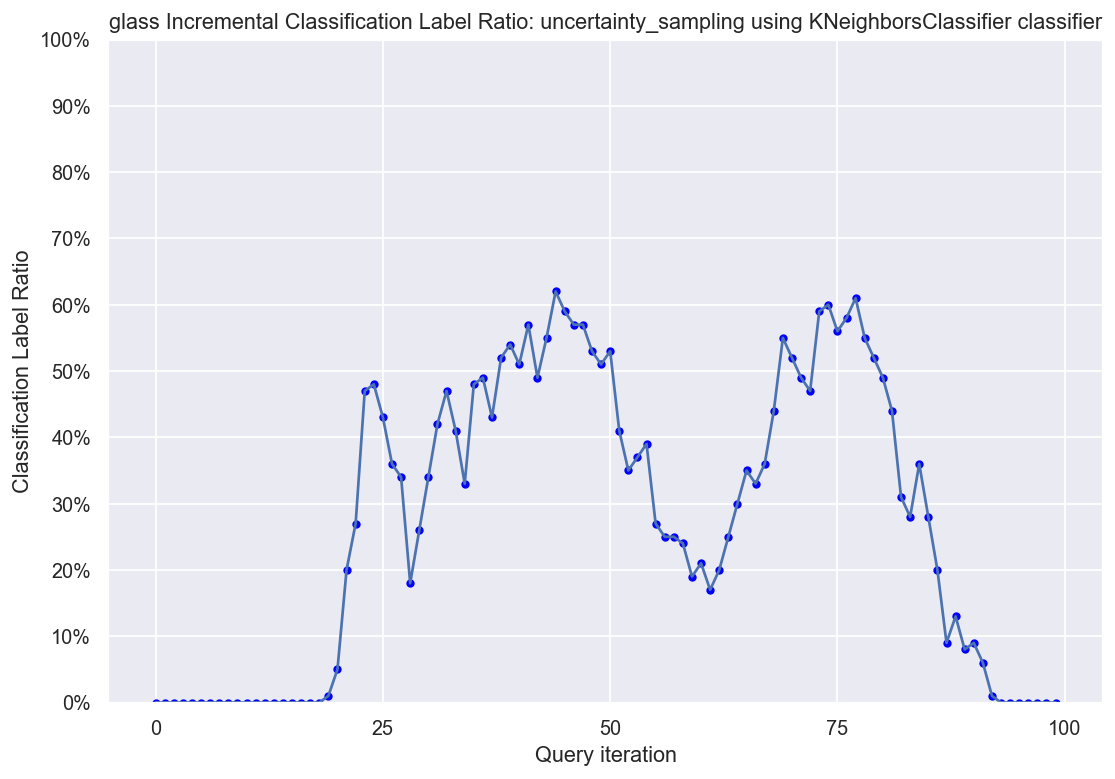 glass Incremental Classification Label Ratio: uncertainty_sampling using KNeighborsClassifier classifier
100%
90%
80%
70%
60%
50%
40%
30%
20%
10%
0%
Classification Label Ratio
0 25 50 75 100
Query iteration